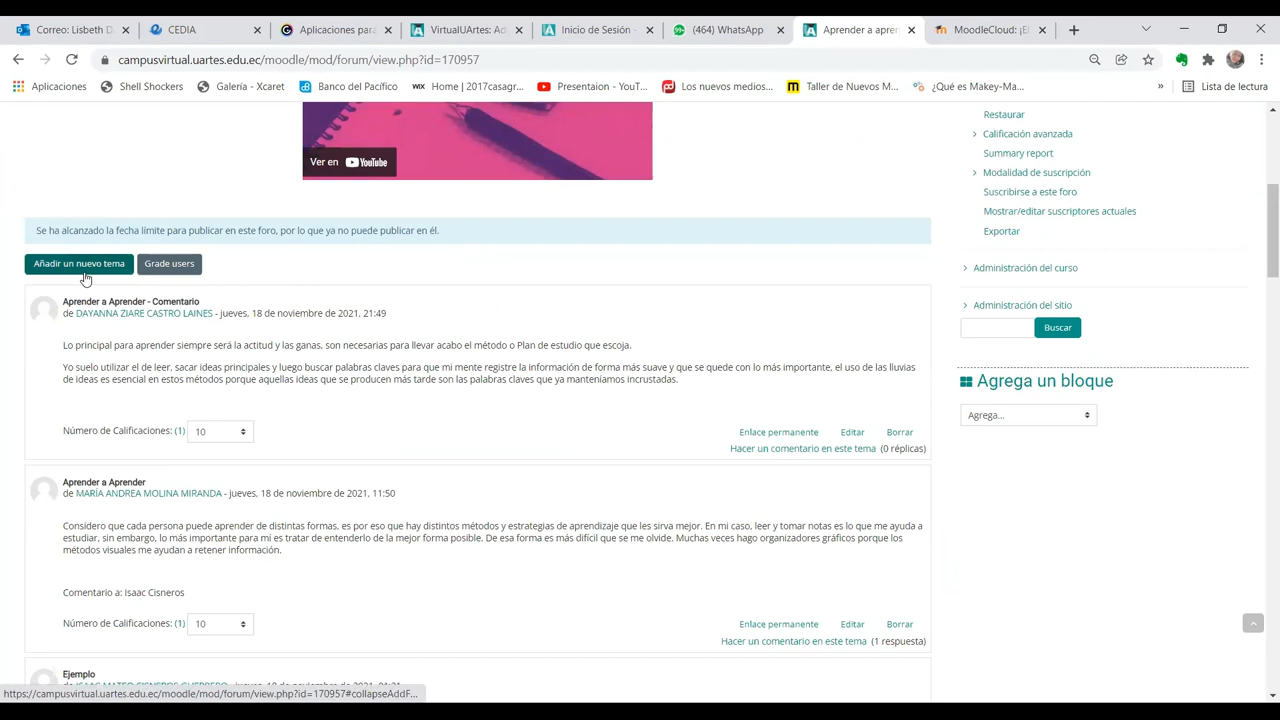 Correo: Lisbeth D
CEDIA
Aplicaciones para
VirtualUArtes: Ad
Inicio de Sesión -
(464) WhatsApp
Aprender a apren
MoodleCloud: ¡El
campusvirtual.uartes.edu.ec/moodle/mod/forum/view.php?id=170957
Aplicaciones
Shell Shockers
Galería - Xcaret
Banco del Pacífico
WIX
Home | 2017casagr...
Presentaion - YouT...
Los nuevos medios...
Taller de Nuevos M...
¿Qué es Makey-Ma...
»
Lista de lectura
Ver en YouTube
Se ha alcanzado la fecha límite para publicar en este foro, por lo que ya no puede publicar en él.
Añadir un nuevo tema
Grade users
Aprender a Aprender - Comentario
de DAYANNA ZIARE CASTRO LAINES - jueves, 18 de noviembre de 2021, 21:49
Lo principal para aprender siempre será la actitud y las ganas, son necesarias para llevar acabo el método o Plan de estudio que escoja.
Yo suelo utilizar el de leer, sacar ideas principales y luego buscar palabras claves para que mi mente registre la información de forma más suave y que se quede con lo más importante, el uso de las lluvias
de ideas es esencial en estos métodos porque aquellas ideas que se producen más tarde son las palabras claves que ya manteníamos incrustadas.
Número de Calificaciones: (1) 10
Enlace permanente Editar Borrar
Hacer un comentario en este tema (0 réplicas)
Aprender a Aprender
de MARÍA ANDREA MOLINA MIRANDA - jueves, 18 de noviembre de 2021, 11:50
Considero que cada persona puede aprender de distintas formas, es por eso que hay distintos métodos y estrategias de aprendizaje que les sirva mejor. En mi caso, leer y tomar notas es lo que me ayuda a
estudiar, sin embargo, lo más importante para mí es tratar de entenderlo de la mejor forma posible. De esa forma es más difícil que se me olvide. Muchas veces hago organizadores gráficos porque los
métodos visuales me ayudan a retener información.
Comentario a: Isaac Cisneros
Número de Calificaciones: (1) 10
Enlace permanente Editar Borrar
Hacer un comentario en este tema (1 respuesta)
Ejemplo
https://campusvirtual.uartes.edu.ec/moodle/mod/forum/view.php?id=170957#collapseAddF...
Restaurar
Calificación avanzada
Summary report
Modalidad de suscripción
Suscribirse a este foro
Mostrar/editar suscriptores actuales
Exportar
Administración del curso
Administración del sitio
Buscar
Agrega un bloque
Agrega...